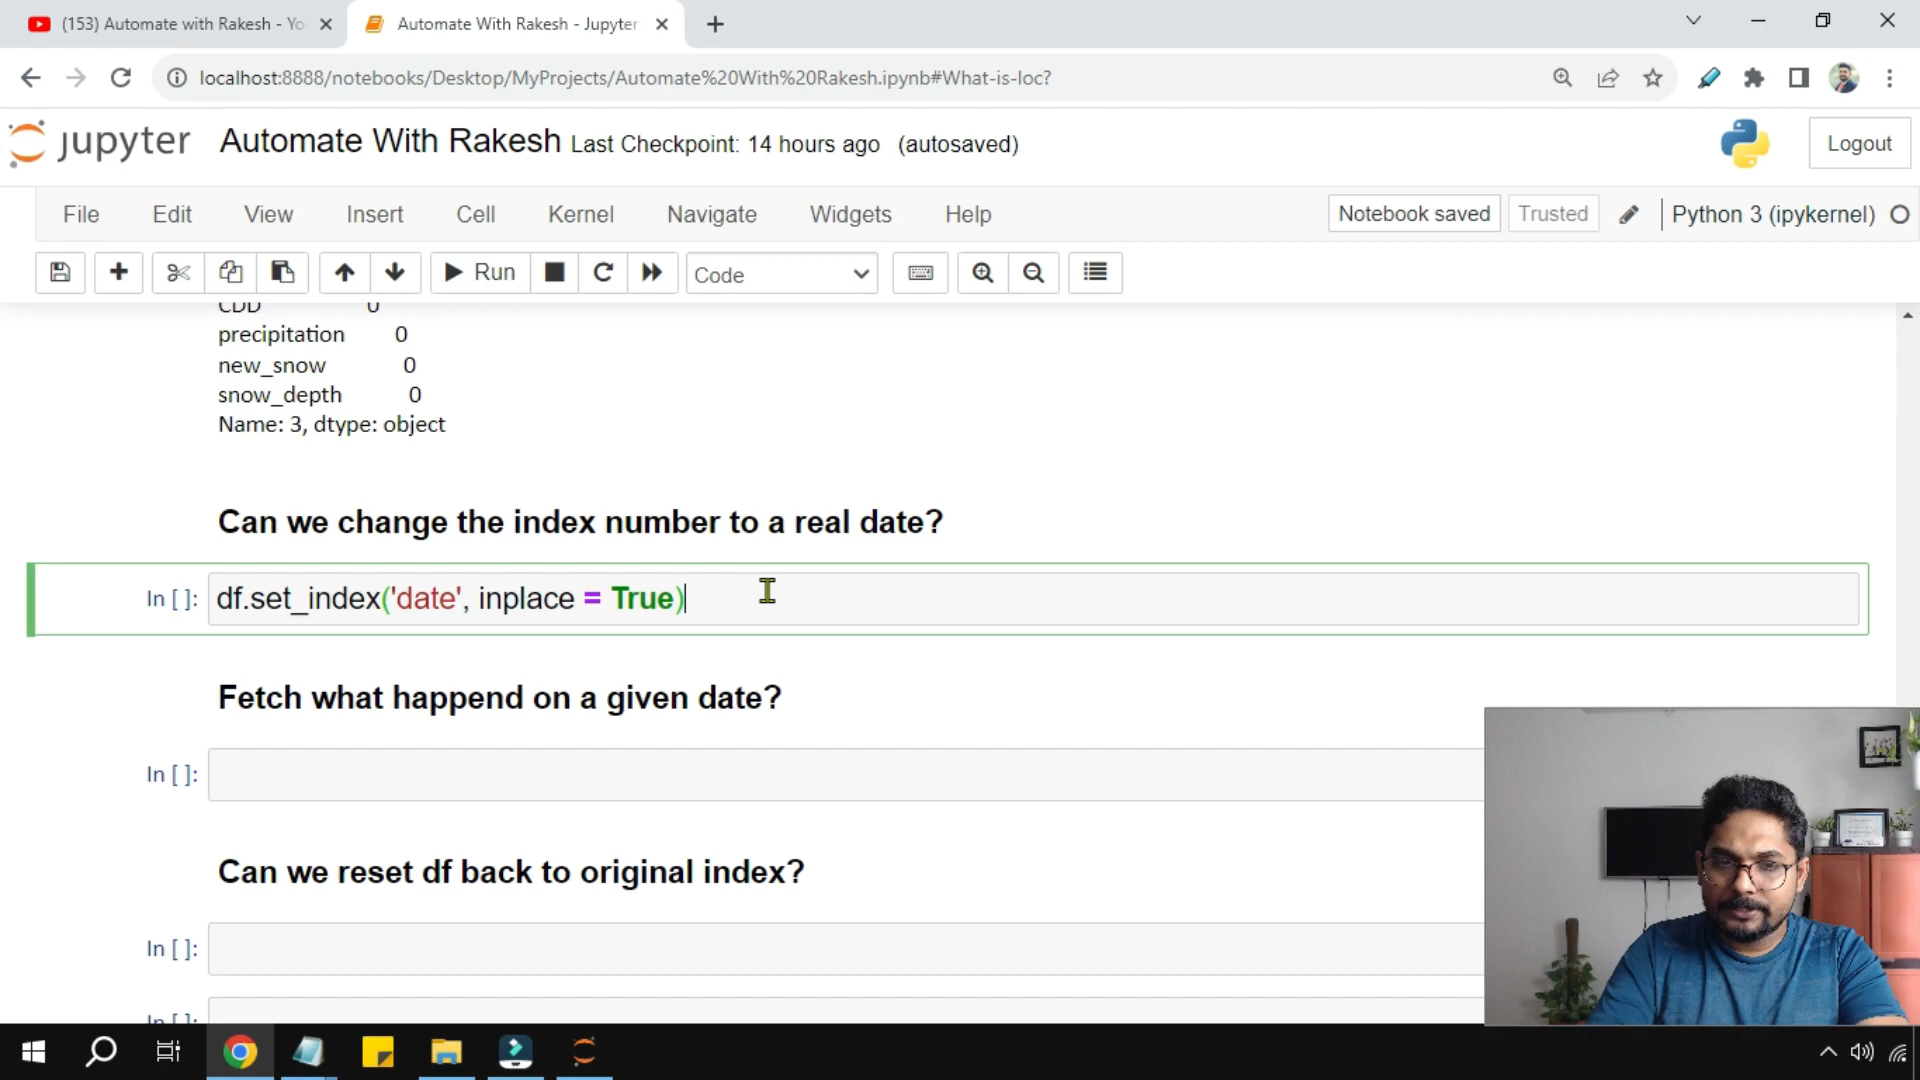 (153) Automate with Rakesh - Yo
Automate With Rakesh - Jupyter
localhost:8888/notebooks/Desktop/MyProjects/Automate%20With%20Rakesh.ipynb#What-is-loc?
jupyter Automate With Rakesh Last Checkpoint: 14 hours ago (autosaved)
Logout
File Edit View Insert Cell Kernel Navigate Widgets Help
Notebook saved Trusted Python 3 (ipykernel)
Run Code
CDD 0
precipitation 0
new_snow 0
snow_depth 0
Name: 3, dtype: object
Can we change the index number to a real date?
In [ ]: df.set_index('date', inplace = True)
Fetch what happend on a given date?
In [ ]:
Can we reset df back to original index?
In [ ]:
In [ ]: